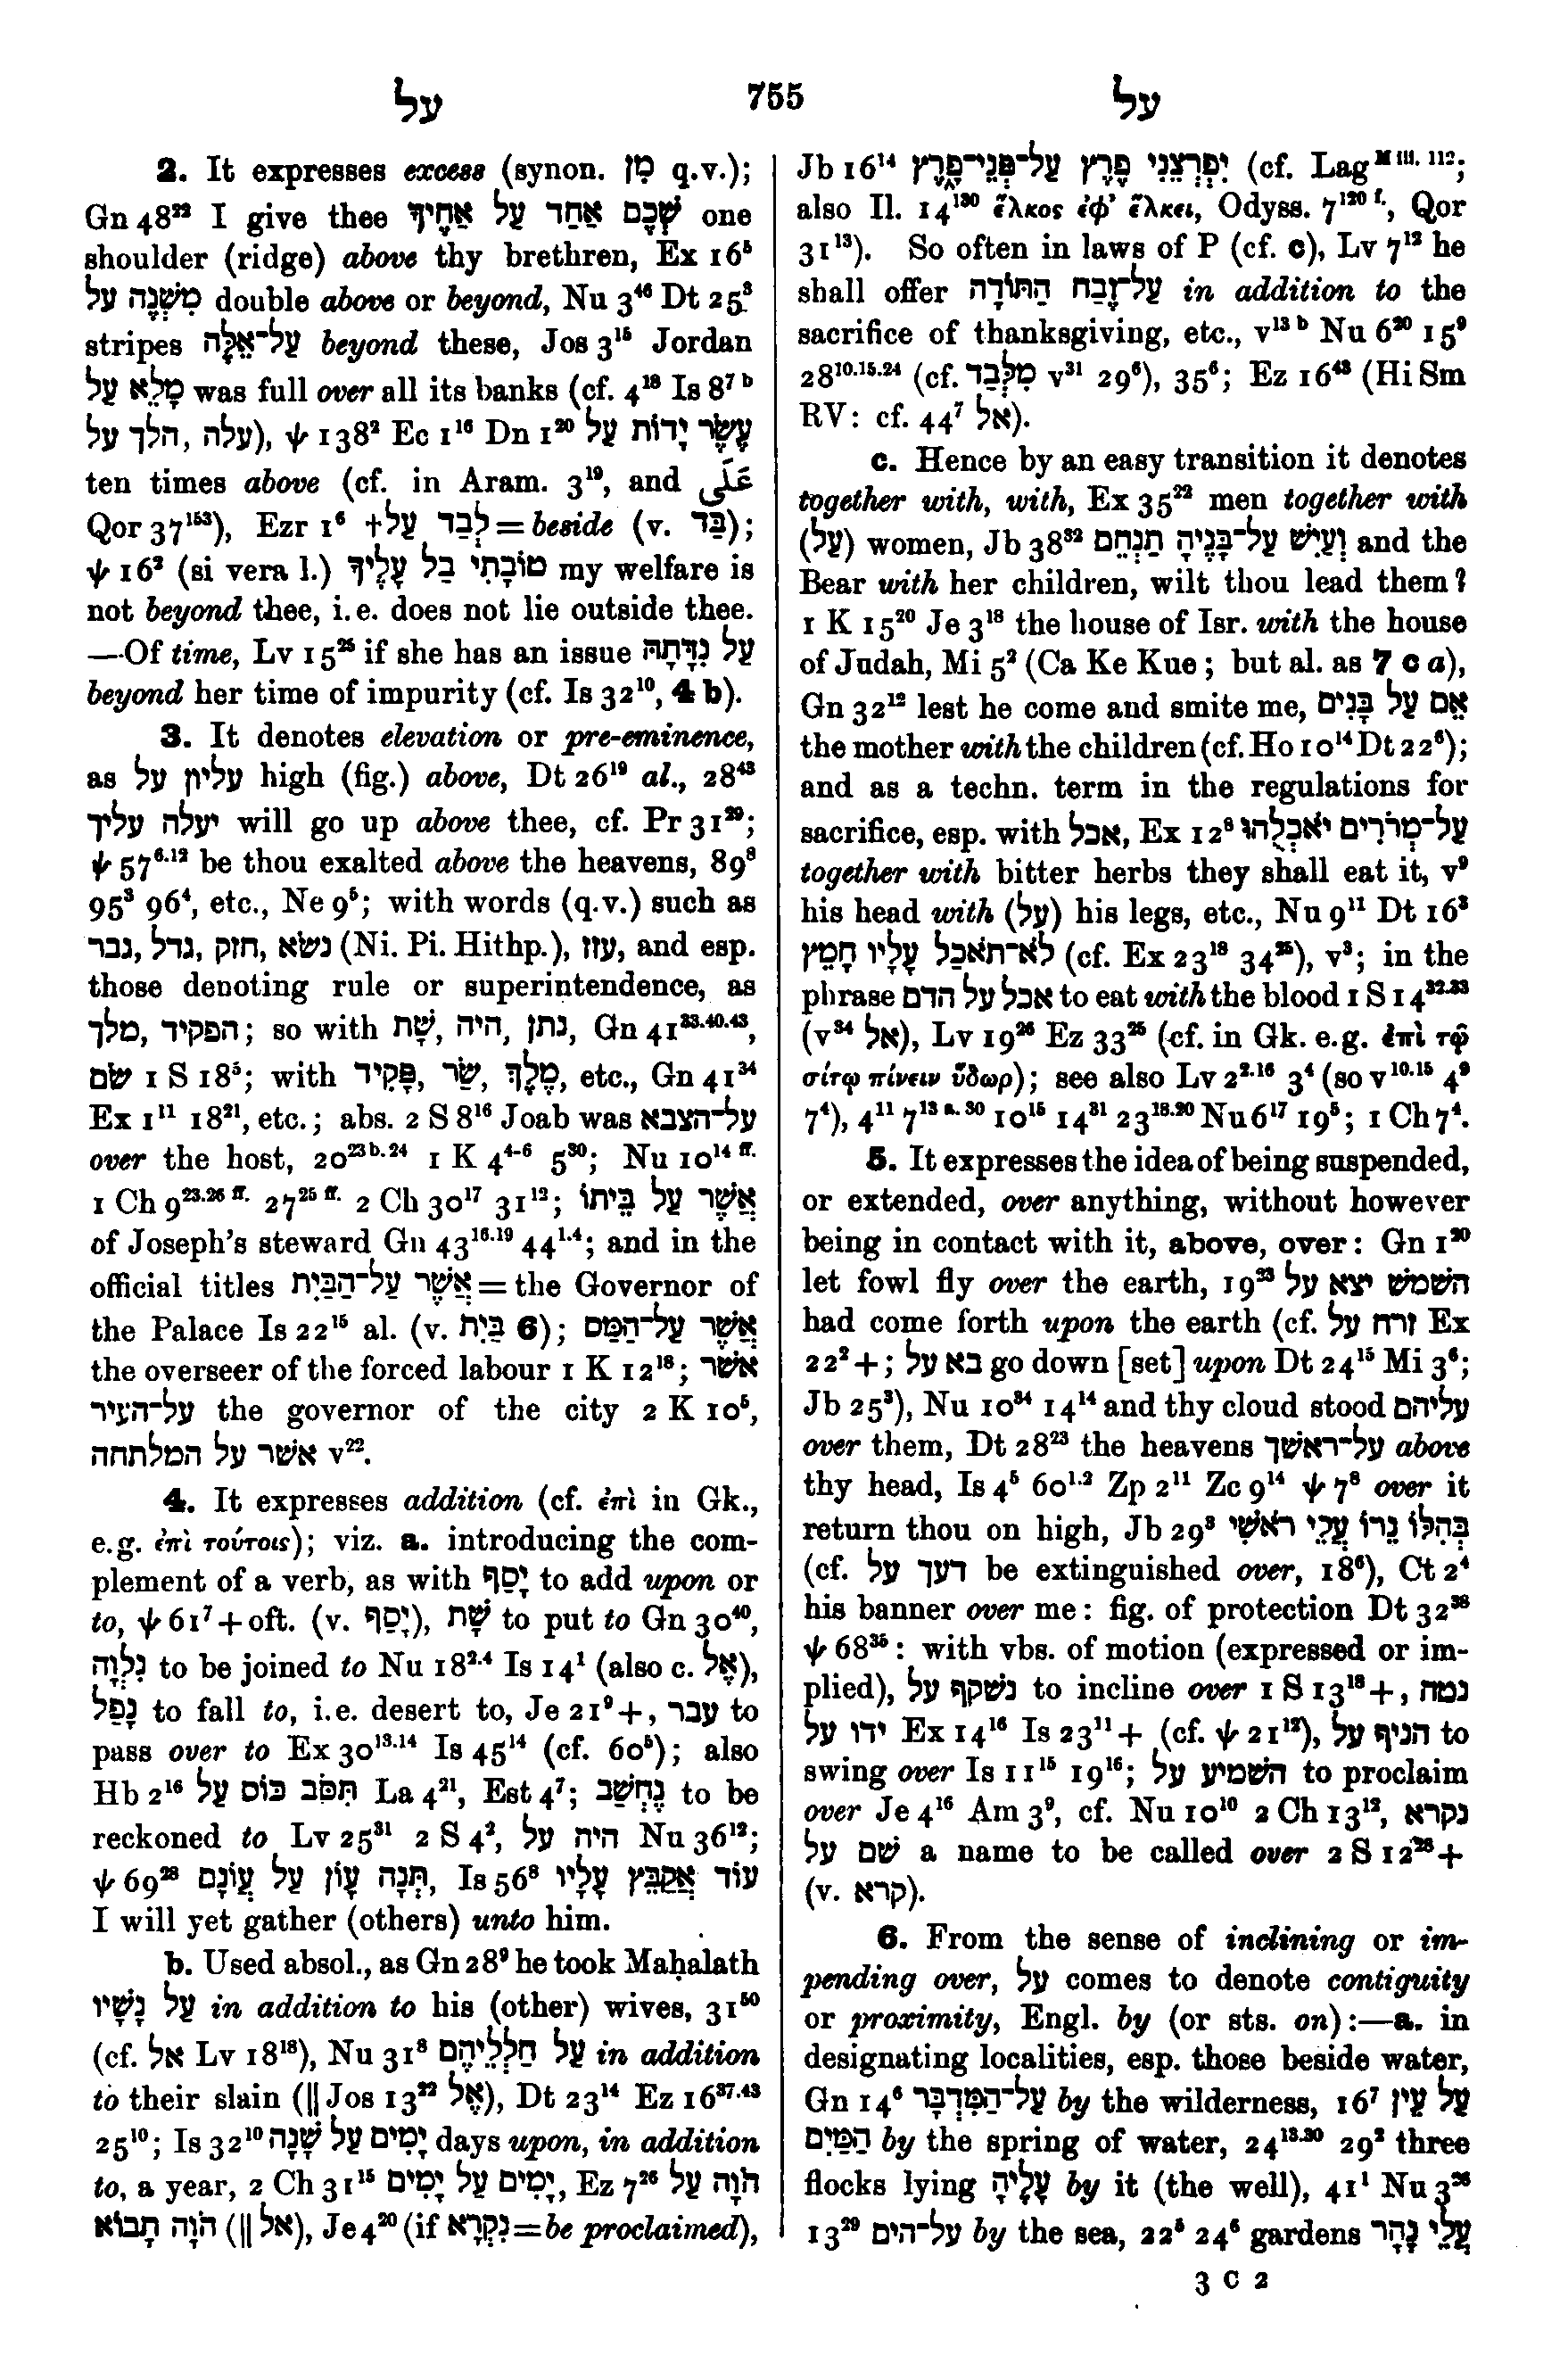 על 755 על
2. It expresses excess (synon. מִן q.v.);
Gn 48²² I give thee שְׁכֶם אַחַד עַל אַחֶיךָ one
shoulder (ridge) above thy brethren, Ex 16⁵
מִשְׁנֶה עַל double above or beyond, Nu 3⁴⁶ Dt 25³
stripes עַל־אֵלֶּה beyond these, Jos 3¹⁵ Jordan
מָלֵא עַל was full over all its banks (cf. 4¹⁸ Is 8⁷ ᵇ
עלה, הלך על), ψ 138² Ec 1¹⁶ Dn 1²⁰ עֶשֶׂר יָדוֹת עַל
ten times above (cf. in Aram. 3¹⁹, and عَلَى
Qor 37¹⁵³), Ezr 1⁶ †לְבַד עַל = beside (v. בַּד);
ψ 16² (si vera l.) טוֹבָתִי בַל עָלֶיךָ my welfare is
not beyond thee, i.e. does not lie outside thee.
—Of time, Lv 15²⁵ if she has an issue עַל נִדָּתָהּ
beyond her time of impurity (cf. Is 32¹⁰, 4 b).
3. It denotes elevation or pre-eminence,
as עליון על high (fig.) above, Dt 26¹⁹ al., 28⁴³
יעלה עליך will go up above thee, cf. Pr 31²⁹;
ψ 57⁶·¹² be thou exalted above the heavens, 89⁸
95³ 96⁴, etc., Ne 9⁵; with words (q.v.) such as
גבר, גדל, חזק, נשׂא (Ni. Pi. Hithp.), עזז, and esp.
those denoting rule or superintendence, as
מלך, הפקיד; so with נתן, היה, שָׁת, Gn 41³³·⁴⁰·⁴³,
שׂם 1 S 18⁵; with מֶלֶךְ, שַׂר, פָּקִיד, etc., Gn 41³⁴
Ex 1¹¹ 18²¹, etc.; abs. 2 S 8¹⁶ Joab was על־הצבא
over the host, 20²³ ᵇ·²⁴ 1 K 4⁴⁻⁶ 5³⁰; Nu 10¹⁴ ᶠᶠ·
1 Ch 9²³·²⁶ ᶠᶠ· 27²⁵ ᶠᶠ· 2 Ch 30¹⁷ 31¹²; אֲשֶׁר עַל בֵּיתוֹ
of Joseph's steward Gn 43¹⁶·¹⁹ 44¹·⁴; and in the
official titles אֲשֶׁר עַל־הַבַּיִת = the Governor of
the Palace Is 22¹⁵ al. (v. בַּיִת 6); אֲשֶׁר עַל־הַמַּס
the overseer of the forced labour 1 K 12¹⁸; אשׁר
על־העיר the governor of the city 2 K 10⁵,
אשׁר על המלתחה v²².
4. It expresses addition (cf. ἐπὶ in Gk.,
e.g. ἐπὶ τούτοις); viz. a. introducing the com-
plement of a verb, as with יָסַף to add upon or
to, ψ 61⁷ + oft. (v. יָסַף), שָׁת to put to Gn 30⁴⁰,
נִלְוָה to be joined to Nu 18²·⁴ Is 14¹ (also c. אֶל),
נָפַל to fall to, i.e. desert to, Je 21⁹ +, עבר to
pass over to Ex 30¹³·¹⁴ Is 45¹⁴ (cf. 60⁵); also
Hb 2¹⁶ תִּסֹּב כּוֹס עַל La 4²¹, Est 4⁷; נֶחְשַׁב to be
reckoned to Lv 25³¹ 2 S 4², היה על Nu 36¹²;
ψ 69²⁸ תְּנָה עָוֺן עַל עֲוֺנָם, Is 56⁸ עוֹד אֲקַבֵּץ עָלָיו
I will yet gather (others) unto him.
b. Used absol., as Gn 28⁹ he took Maḥalath
עַל נָשָׁיו in addition to his (other) wives, 31⁵⁰
(cf. אל Lv 18¹⁸), Nu 31⁸ עַל חַלְלֵיהֶם in addition
to their slain (|| Jos 13²² אֶל), Dt 23¹⁴ Ez 16³⁷·⁴³
25¹⁰; Is 32¹⁰ יָמִים עַל שָׁנָה days upon, in addition
to, a year, 2 Ch 31¹⁵ יָמִים עַל יָמִים, Ez 7²⁶ הֹוָה עַל
הֹוָה תָּבוֹא (|| אל), Je 4²⁰ (if נִקְרָא = be proclaimed),
Jb 16¹⁴ יִפְרְצֵנִי פֶרֶץ עַל־פְּנֵי־פָרֶץ (cf. Lagᴹ ⁱⁱⁱ· ¹¹²;
also Il. 14¹³⁰ ἕλκος ἐφ’ ἕλκει, Odyss. 7¹²⁰ ᶠ·, Qor
31¹³). So often in laws of P (cf. c), Lv 7¹² he
shall offer עַל־זֶבַח הַתּוֹדָה in addition to the
sacrifice of thanksgiving, etc., v¹³ ᵇ Nu 6²⁰ 15⁹
28¹⁰·¹⁵·²⁴ (cf. מִלְּבַד v³¹ 29⁶), 35⁶; Ez 16⁴³ (Hi Sm
RV: cf. 44⁷ אל).
c. Hence by an easy transition it denotes
together with, with, Ex 35²² men together with
(על) women, Jb 38³² וְעַיִשׁ עַל־בָּנֶיהָ תַנְחֵם and the
Bear with her children, wilt thou lead them?
1 K 15²⁰ Je 3¹⁸ the house of Isr. with the house
of Judah, Mi 5² (Ca Ke Kue; but al. as 7 c a),
Gn 32¹² lest he come and smite me, אֵם עַל בָּנִים
the mother with the children (cf. Ho 10¹⁴ Dt 22⁶);
and as a techn. term in the regulations for
sacrifice, esp. with אכל, Ex 12⁸ עַל־מְרֹרִים יֹאכְלֻהוּ
together with bitter herbs they shall eat it, v⁹
his head with (עַל) his legs, etc., Nu 9¹¹ Dt 16³
לֹא־תֹאכַל עָלָיו חָמֵץ (cf. Ex 23¹⁸ 34²⁵), v³; in the
phrase אכל על הדם to eat with the blood 1 S 14³²·³³
(v³⁴ אל), Lv 19²⁶ Ez 33²⁵ (cf. in Gk. e.g. ἐπὶ τῷ
σίτῳ πίνειν ὕδωρ); see also Lv 2²·¹⁶ 3⁴ (so v¹⁰·¹⁵ 4⁹
7⁴), 4¹¹ 7¹³ ᵃ·³⁰ 10¹⁵ 14³¹ 23¹⁸·²⁰ Nu 6¹⁷ 19⁵; 1 Ch 7⁴.
5. It expresses the idea of being suspended,
or extended, over anything, without however
being in contact with it, above, over: Gn 1²⁰
let fowl fly over the earth, 19²³ השׁמשׁ יצא על
had come forth upon the earth (cf. זרח על Ex
22² +; בא על go down [set] upon Dt 24¹⁵ Mi 3⁶;
Jb 25³), Nu 10³⁴ 14¹⁴ and thy cloud stood עליהם
over them, Dt 28²³ the heavens על־ראשׁך above
thy head, Is 4⁵ 60¹·² Zp 2¹¹ Zc 9¹⁴ ψ 7⁸ over it
return thou on high, Jb 29³ בְּהִלּוֹ נֵרוֹ עֲלֵי רֹאשִׁי
(cf. דעך על be extinguished over, 18⁶), Ct 2⁴
his banner over me: fig. of protection Dt 32³⁸
ψ 68³⁵: with vbs. of motion (expressed or im-
plied), נשׁקף על to incline over 1 S 13¹⁸ +, נטה
ידו על Ex 14¹⁶ Is 23¹¹ + (cf. ψ 21¹²), הניף על to
swing over Is 11¹⁵ 19¹⁶; השׁמיע על to proclaim
over Je 4¹⁶ Am 3⁹, cf. Nu 10¹⁰ 2 Ch 13¹², נקרא
שׁם על a name to be called over 2 S 12²⁸ +
(v. קרא).
6. From the sense of inclining or im-
pending over, על comes to denote contiguity
or proximity, Engl. by (or sts. on):—a. in
designating localities, esp. those beside water,
Gn 14⁶ עַל־הַמִּדְבָּר by the wilderness, 16⁷ עַל עֵין
הַמַּיִם by the spring of water, 24¹³·³⁰ 29² three
flocks lying עָלֶיהָ by it (the well), 41¹ Nu 3²⁶
13²⁹ על־הים by the sea, 22⁵ 24⁶ gardens עֲלֵי נָהָר
3 C 2